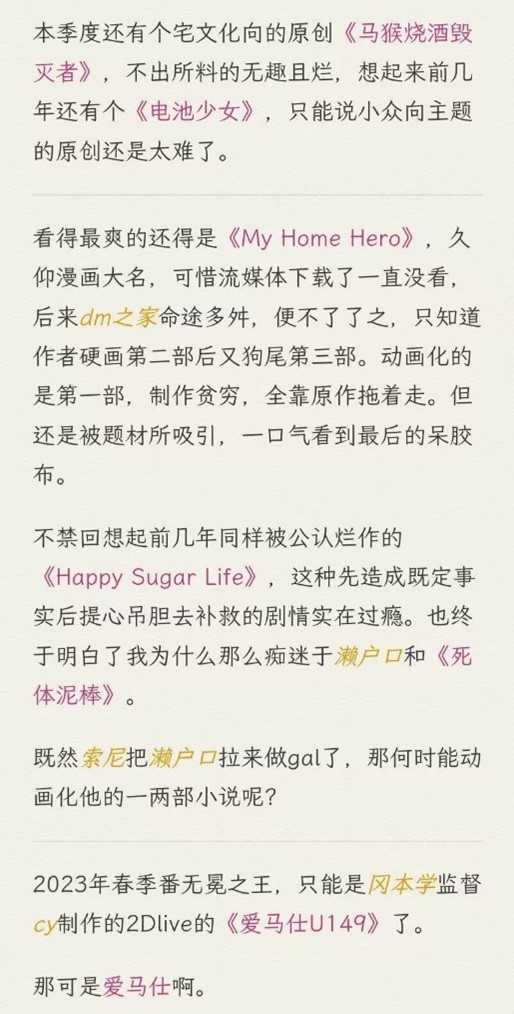 本季度还有个宅文化向的原创《马猴烧酒毁
灭者》，不出所料的无趣且烂，想起来前几
年还有个《电池少女》，只能说小众向主题
的原创还是太难了。
看得最爽的还得是《My Home Hero》，久
仰漫画大名，可惜流媒体下载了一直没看，
后来dm之家命途多舛，便不了了之，只知道
作者硬画第二部后又狗尾第三部。动画化的
是第一部，制作贫穷，全靠原作拖着走。但
还是被题材所吸引，一口气看到最后的呆胶
布。
不禁回想起前几年同样被公认烂作的
《Happy Sugar Life》，这种先造成既定事
实后提心吊胆去补救的剧情实在过瘾。也终
于明白了我为什么那么痴迷于濑户口和《死
体泥棒》。
既然索尼把濑户口拉来做gal了，那何时能动
画化他的一两部小说呢？
2023年春季番无冕之王，只能是冈本学监督
cy制作的2Dlive的《爱马仕U149》了。
那可是爱马仕啊。